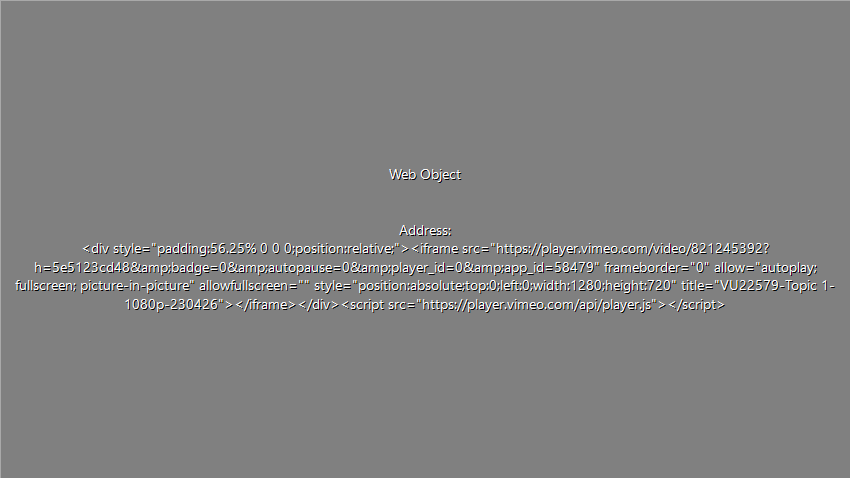 Web Object
Address:
<div style="padding:56.25% 0 0 0;position:relative;"><iframe src="https://player.vimeo.com/video/821245392?
h=5e5123cd48&amp;badge=0&amp;autopause=0&amp;player_id=0&amp;app_id=58479" frameborder="0" allow="autoplay;
fullscreen; picture-in-picture" allowfullscreen="" style="position:absolute;top:0;left:0;width:1280;height:720" title="VU22579-Topic 1-
1080p-230426"></iframe></div><script src="https://player.vimeo.com/api/player.js"></script>